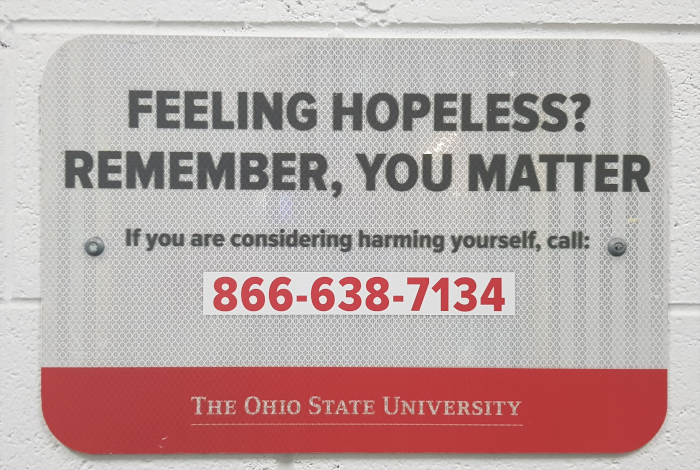 FEELING HOPELESS?
REMEMBER, YOU MATTER
If you are considering harming yourself, call:
866-638-7134
THE OHIO STATE UNIVERSITY